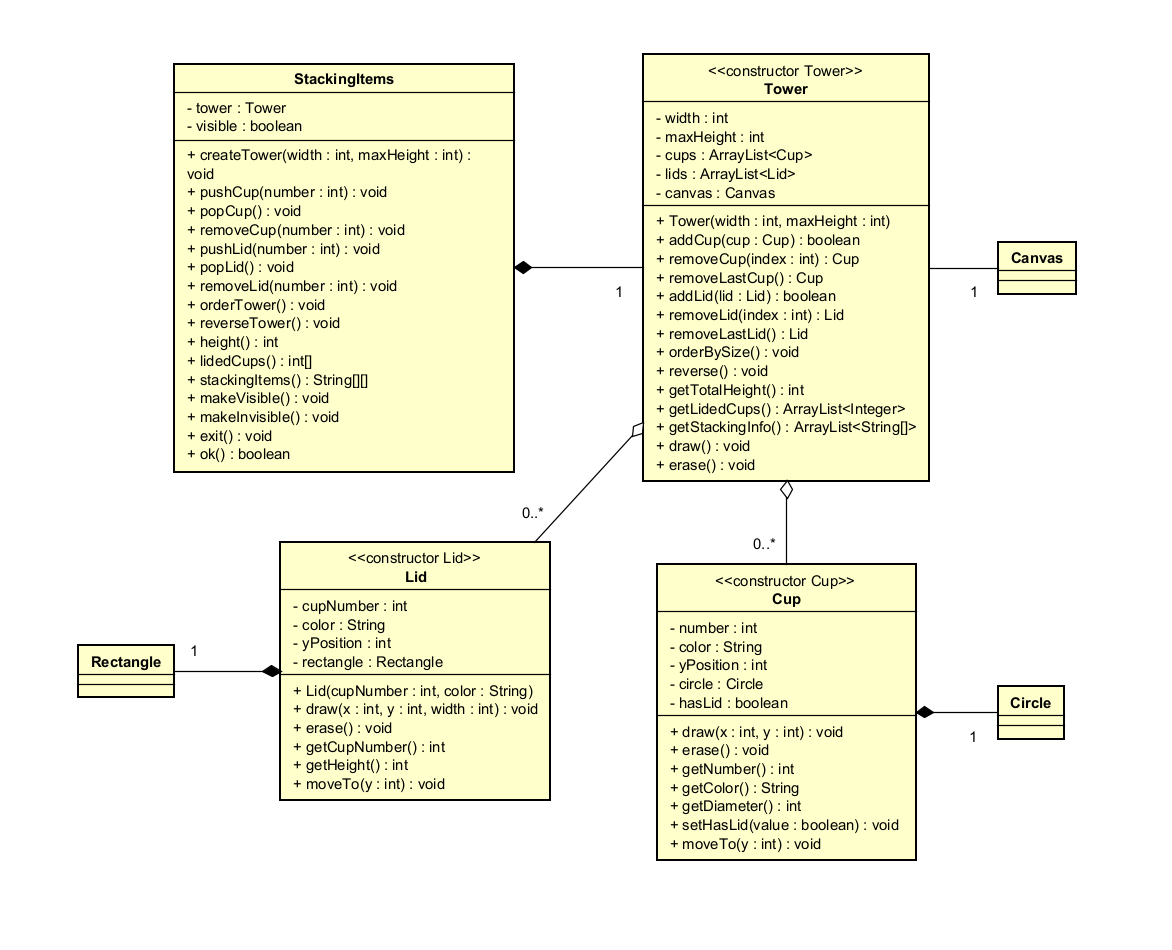 StackingItems
- tower : Tower
- visible : boolean
+ createTower(width : int, maxHeight : int) :
void
+ pushCup(number : int) : void
+ popCup() : void
+ removeCup(number : int) : void
+ pushLid(number : int) : void
+ popLid() : void
+ removeLid(number : int) : void
+ orderTower() : void
+ reverseTower() : void
+ height() : int
+ lidedCups() : int[]
+ stackingItems() : String[][]
+ makeVisible() : void
+ makeInvisible() : void
+ exit() : void
+ ok() : boolean
1
<<constructor Tower>>
Tower
- width : int
- maxHeight : int
- cups : ArrayList<Cup>
- lids : ArrayList<Lid>
- canvas : Canvas
+ Tower(width : int, maxHeight : int)
+ addCup(cup : Cup) : boolean
+ removeCup(index : int) : Cup
+ removeLastCup() : Cup
+ addLid(lid : Lid) : boolean
+ removeLid(index : int) : Lid
+ removeLastLid() : Lid
+ orderBySize() : void
+ reverse() : void
+ getTotalHeight() : int
+ getLidedCups() : ArrayList<Integer>
+ getStackingInfo() : ArrayList<String[]>
+ draw() : void
+ erase() : void
1
Canvas
0..*
0..*
Rectangle
1
<<constructor Lid>>
Lid
- cupNumber : int
- color : String
- yPosition : int
- rectangle : Rectangle
+ Lid(cupNumber : int, color : String)
+ draw(x : int, y : int, width : int) : void
+ erase() : void
+ getCupNumber() : int
+ getHeight() : int
+ moveTo(y : int) : void
<<constructor Cup>>
Cup
- number : int
- color : String
- yPosition : int
- circle : Circle
- hasLid : boolean
+ draw(x : int, y : int) : void
+ erase() : void
+ getNumber() : int
+ getColor() : String
+ getDiameter() : int
+ setHasLid(value : boolean) : void
+ moveTo(y : int) : void
1
Circle